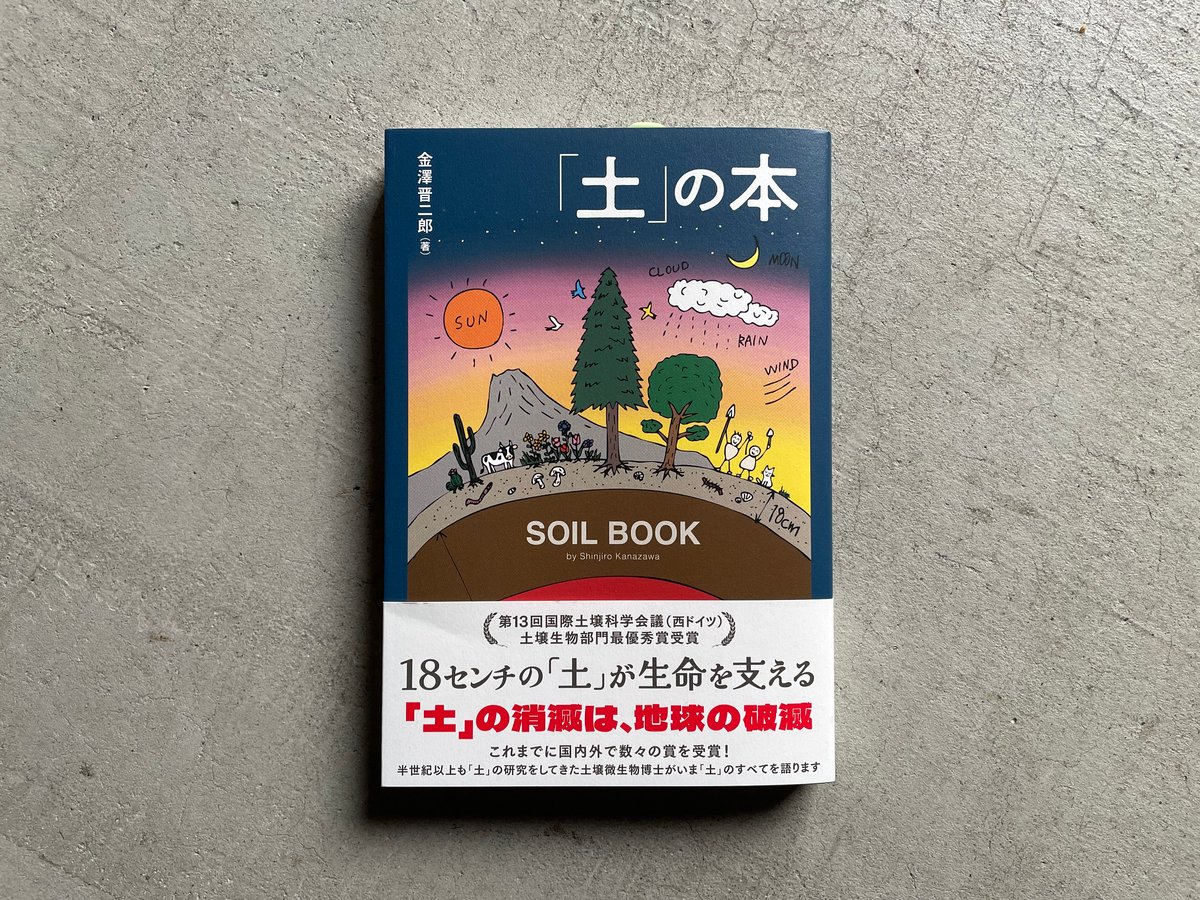 「土」の本
金澤晋二郎(著)
SUN
CLOUD
MOON
RAIN
WIND
18cm
SOIL BOOK
by Shinjiro Kanazawa
第13回国際土壌科学会議(西ドイツ)
土壌生物部門最優秀賞受賞
18センチの「土」が生命を支える
「土」の消滅は、地球の破滅
これまでに国内外で数々の賞を受賞!
半世紀以上も「土」の研究をしてきた土壌微生物博士がいま「土」のすべてを語ります